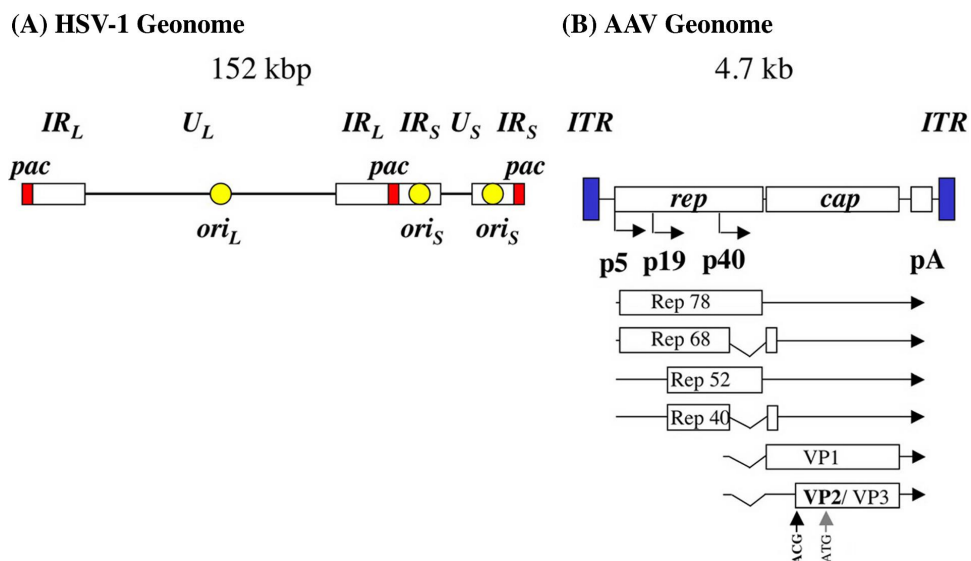 (A) HSV-1 Geonome
152 kbp
IRL UL IRL IRS US IRS
pac pac pac
oriL oriS oriS
(B) AAV Geonome
4.7 kb
ITR ITR
rep cap
p5 p19 p40 pA
Rep 78
Rep 68
Rep 52
Rep 40
VP1
VP2/ VP3
ACG
ATG